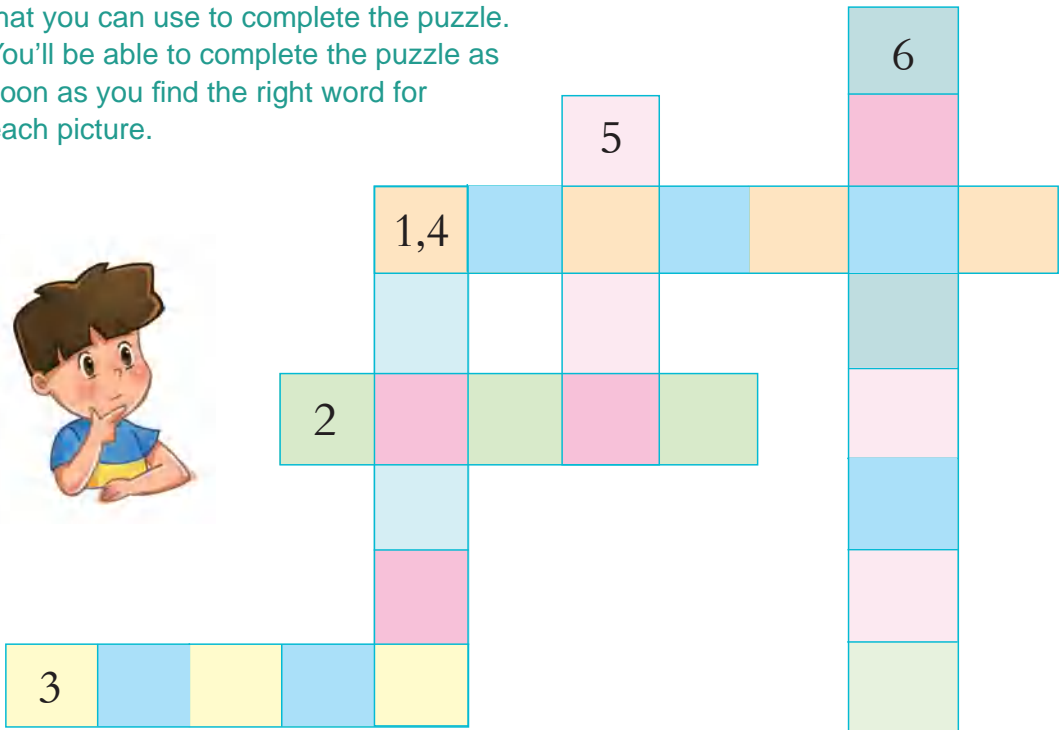 hat you can use to complete the puzzle.
You'll be able to complete the puzzle as
oon as you find the right word for
ach picture.
6
5
1,4
2
3